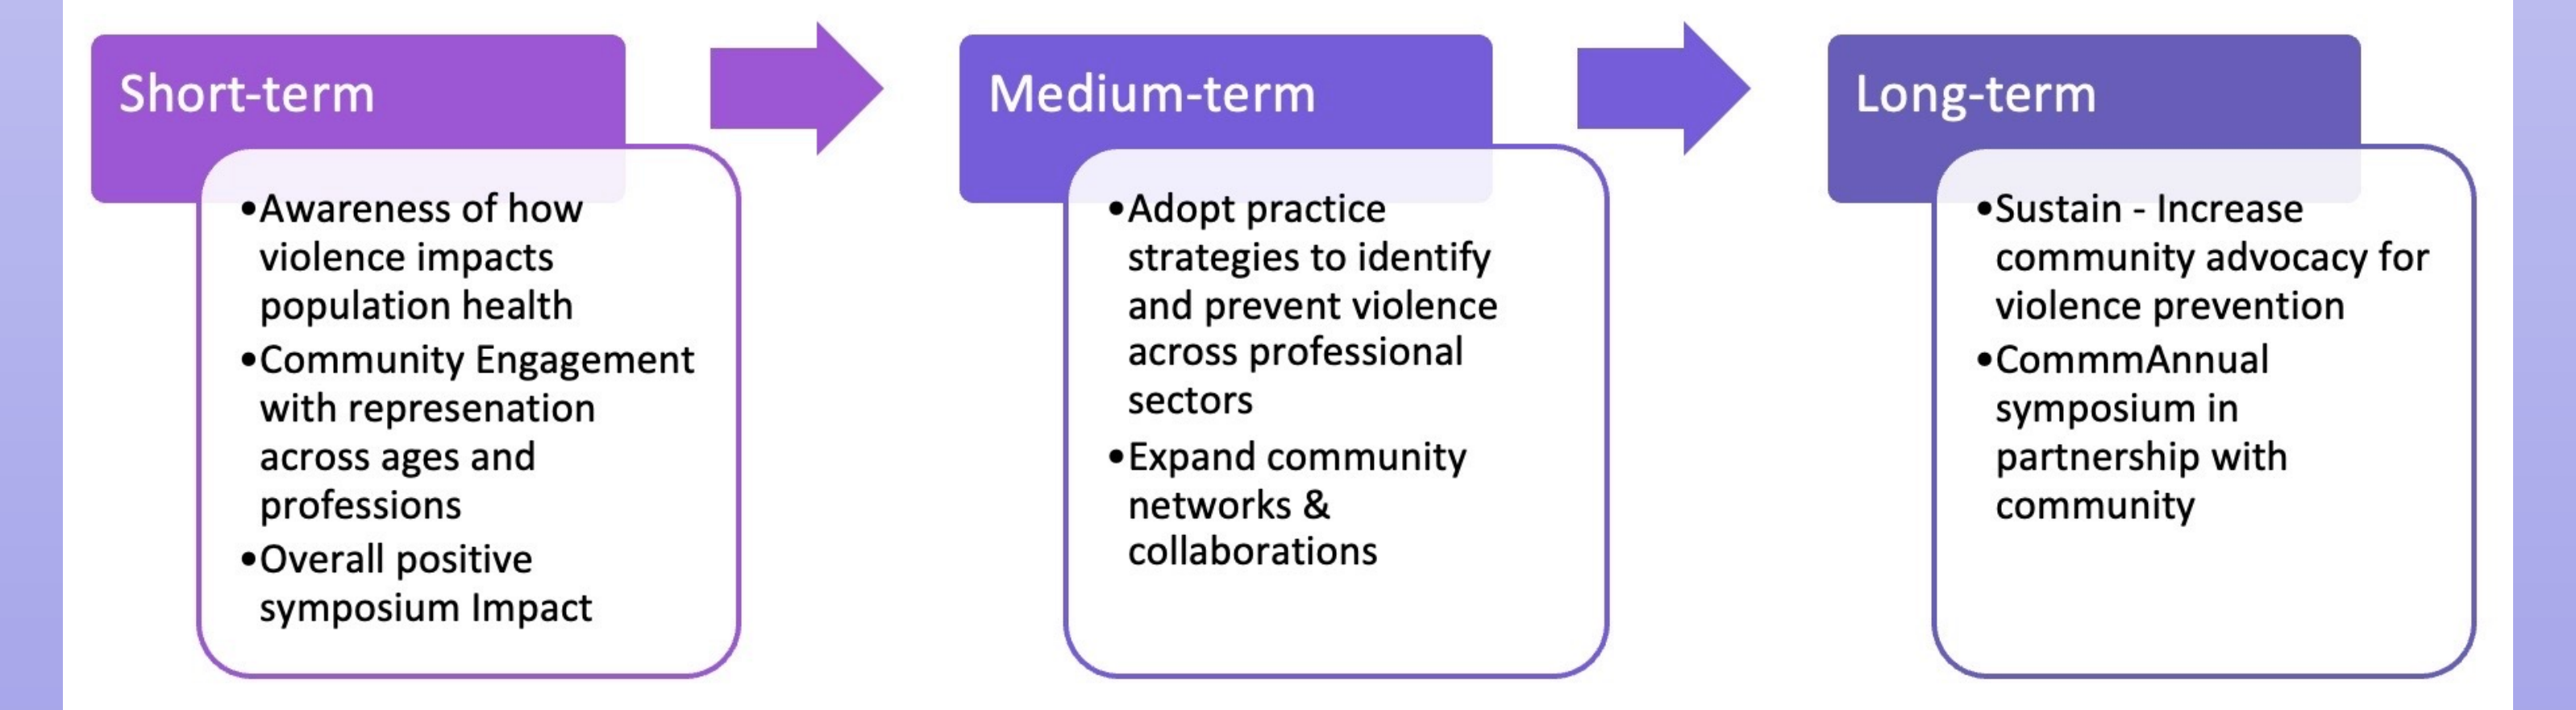 Short-term
•Awareness of how
violence impacts
population health
•Community Engagement
with represenation
across ages and
professions
•Overall positive
symposium Impact
Medium-term
•Adopt practice
strategies to identify
and prevent violence
across professional
sectors
•Expand community
networks &
collaborations
Long-term
•Sustain - Increase
community advocacy for
violence prevention
•CommmAnnual
symposium in
partnership with
community